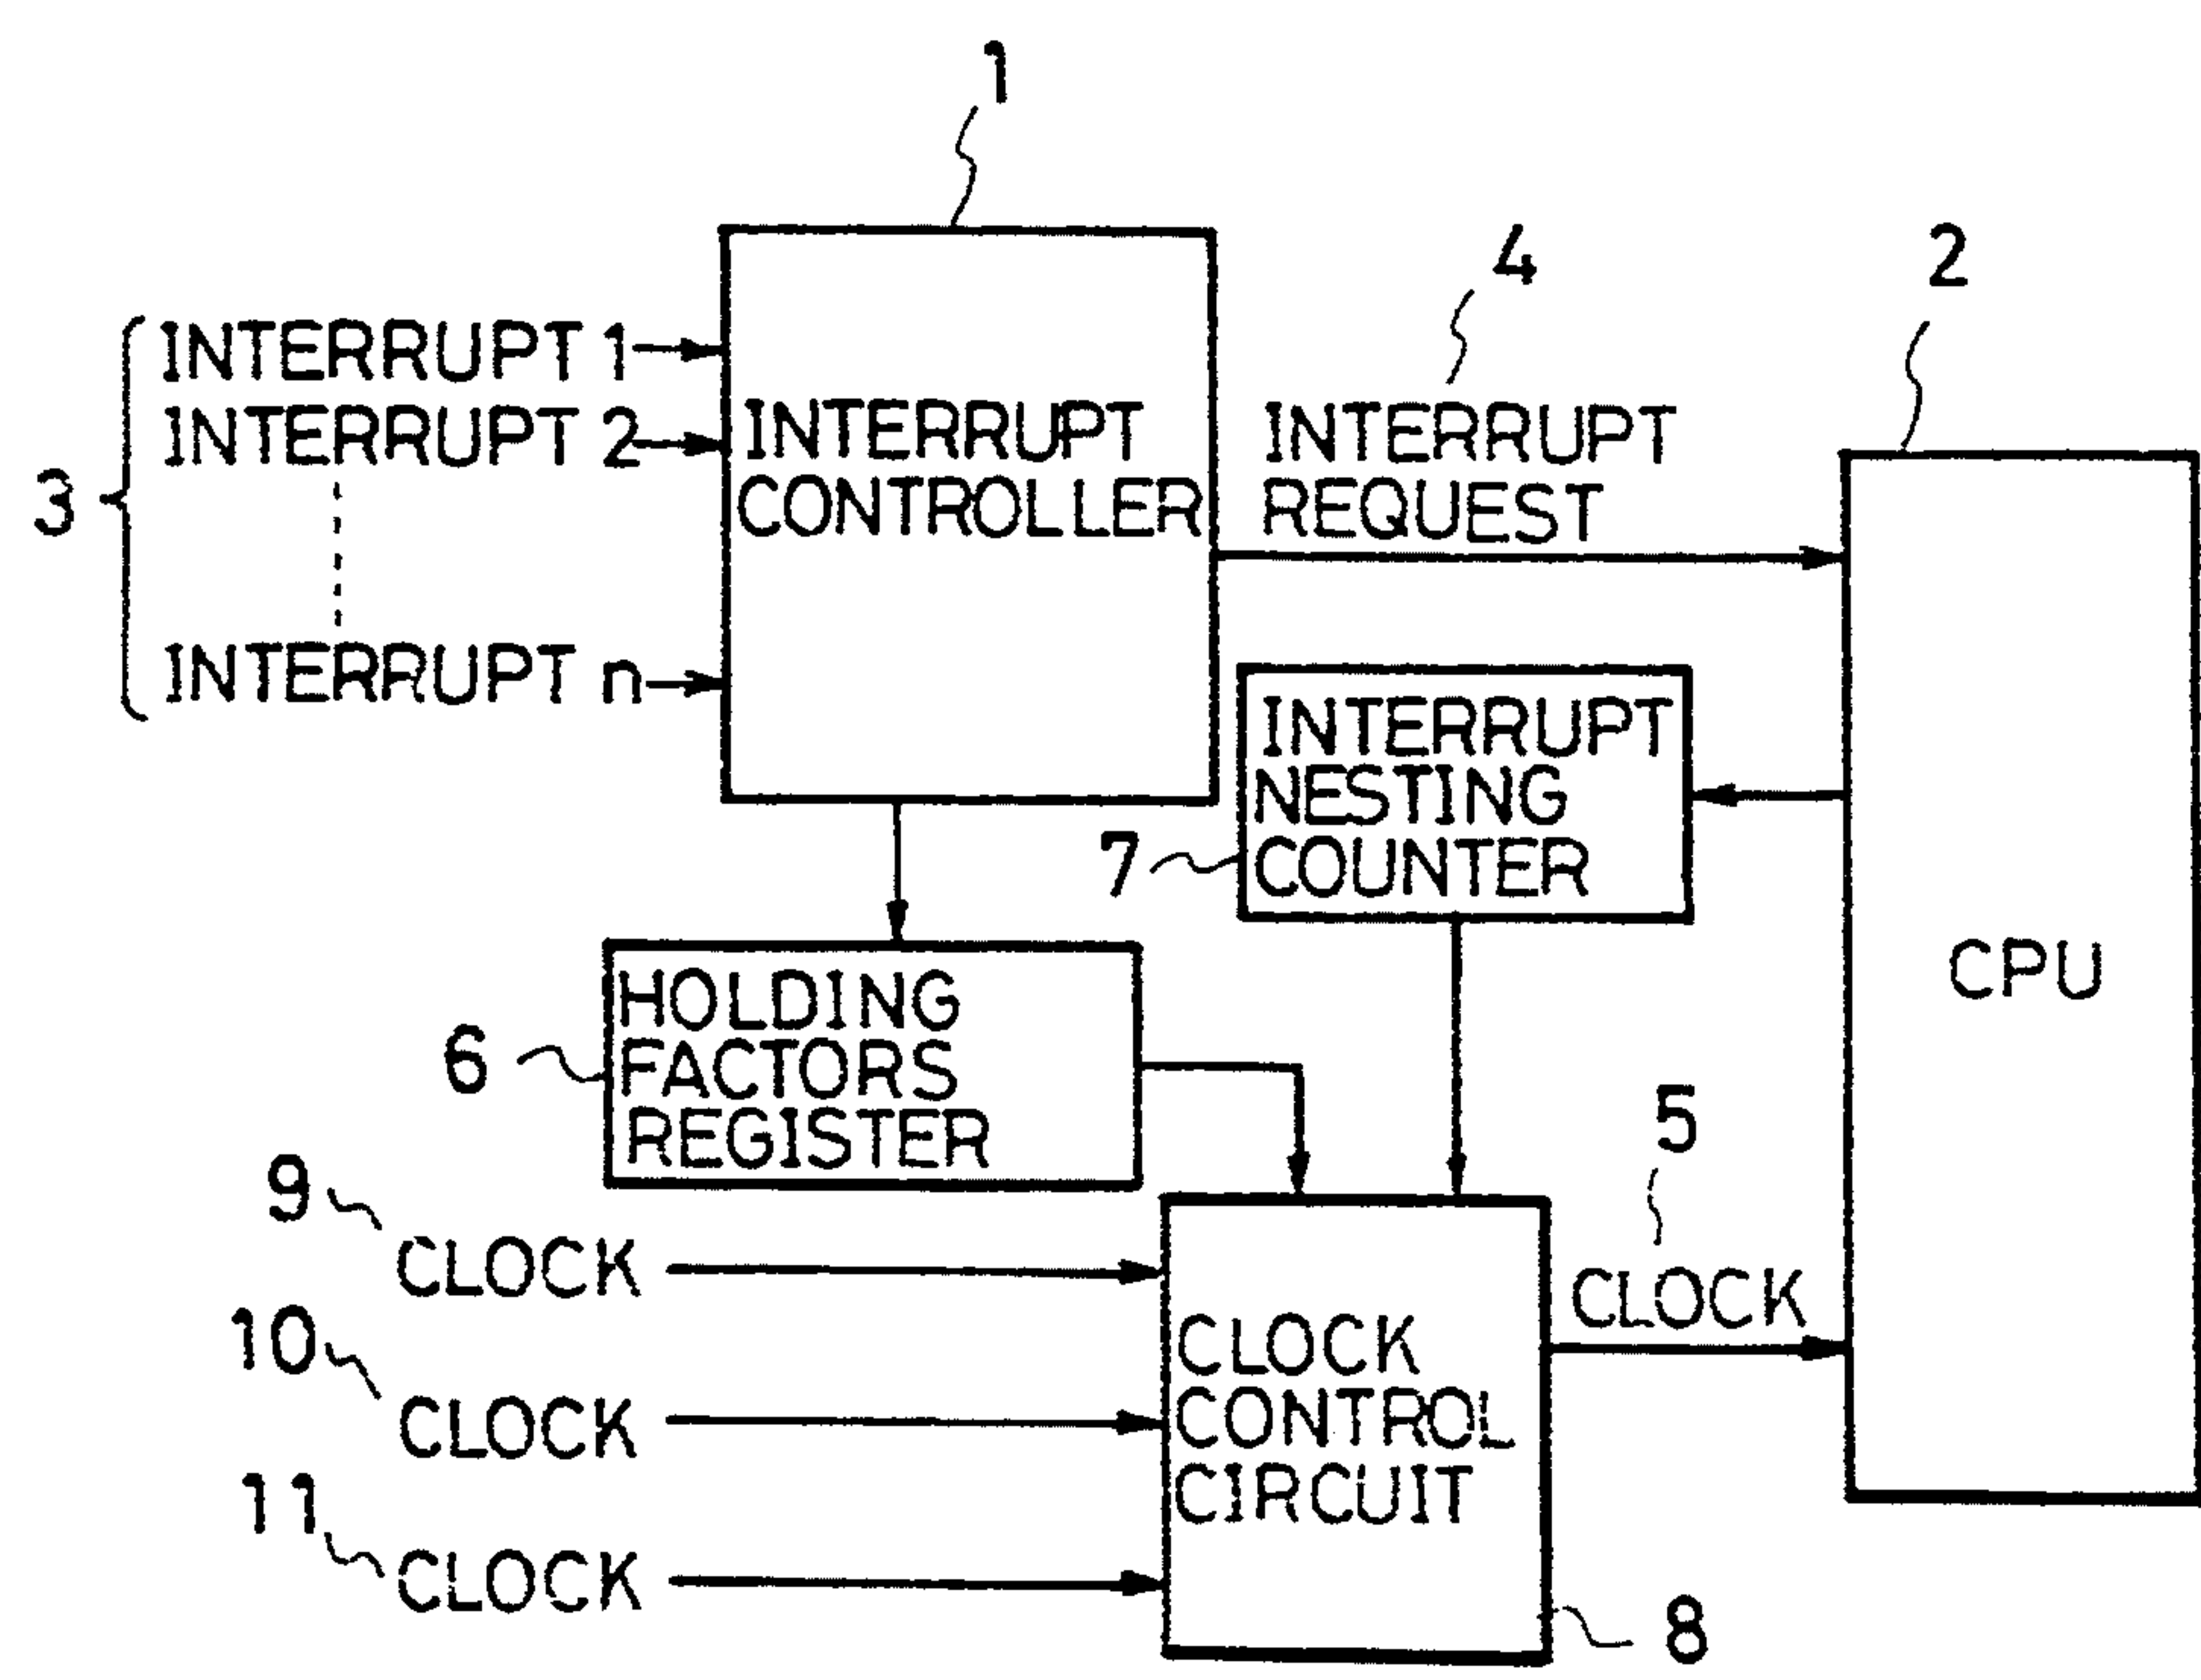 1
4
2
3
INTERRUPT 1
INTERRUPT 2
INTERRUPT n
INTERRUPT
CONTROLLER
INTERRUPT
REQUEST
INTERRUPT
NESTING
COUNTER
7
CPU
HOLDING
FACTORS
REGISTER
6
5
CLOCK
9
CLOCK
10
CLOCK
11
CLOCK
CLOCK
CONTROL
CIRCUIT
8